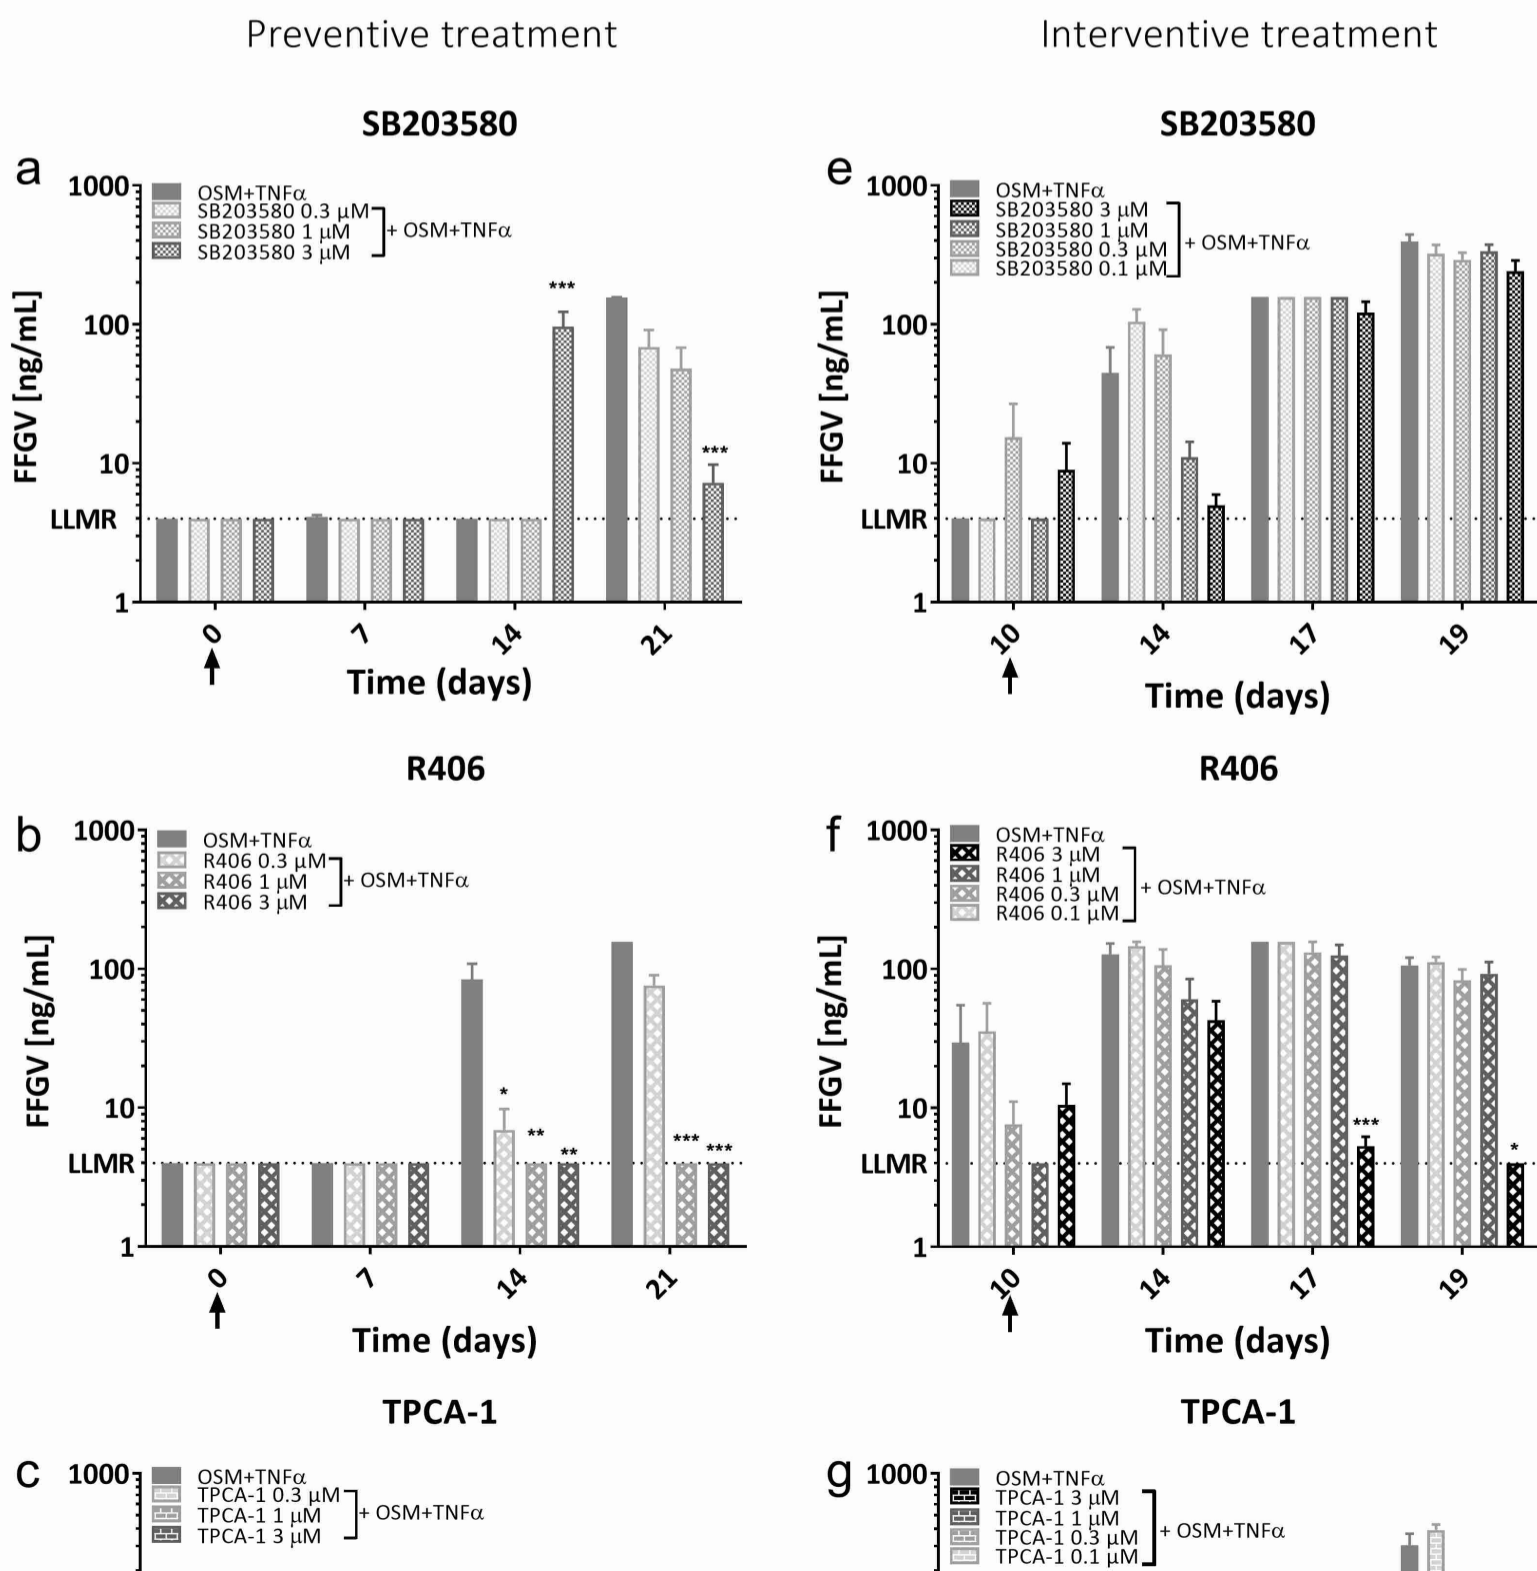 Preventive treatment
Interventive treatment
SB203580
a
1000
100
10
LLMR
1
FFGV [ng/mL]
OSM+TNFα
SB203580 0.3 µM
SB203580 1 µM
SB203580 3 µM
+ OSM+TNFα
***
***
0
7
14
21
Time (days)
SB203580
e
1000
100
10
LLMR
1
FFGV [ng/mL]
OSM+TNFα
SB203580 3 µM
SB203580 1 µM
SB203580 0.3 µM
SB203580 0.1 µM
+ OSM+TNFα
10
14
17
19
Time (days)
R406
b
1000
100
10
LLMR
1
FFGV [ng/mL]
OSM+TNFα
R406 0.3 µM
R406 1 µM
R406 3 µM
+ OSM+TNFα
*
**
**
***
***
0
7
14
21
Time (days)
R406
f
1000
100
10
LLMR
1
FFGV [ng/mL]
OSM+TNFα
R406 3 µM
R406 1 µM
R406 0.3 µM
R406 0.1 µM
+ OSM+TNFα
***
*
10
14
17
19
Time (days)
TPCA-1
c
1000
OSM+TNFα
TPCA-1 0.3 µM
TPCA-1 1 µM
TPCA-1 3 µM
+ OSM+TNFα
TPCA-1
g
1000
OSM+TNFα
TPCA-1 3 µM
TPCA-1 1 µM
TPCA-1 0.3 µM
TPCA-1 0.1 µM
+ OSM+TNFα